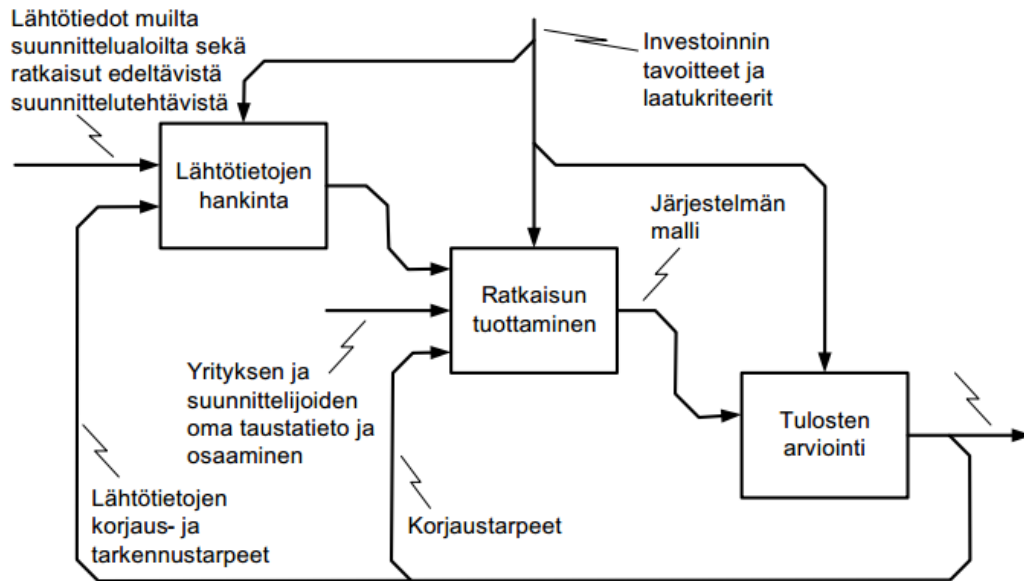 Lähtötiedot muilta
suunnittelualoilta sekä
ratkaisut edeltävistä
suunnittelutehtävistä
Investoinnin
tavoitteet ja
laatukriteerit
Lähtötietojen
hankinta
Järjestelmän
malli
Ratkaisun
tuottaminen
Yrityksen ja
suunnittelijoiden
oma taustatieto ja
osaaminen
Tulosten
arviointi
Lähtötietojen
korjaus- ja
tarkennustarpeet
Korjaustarpeet